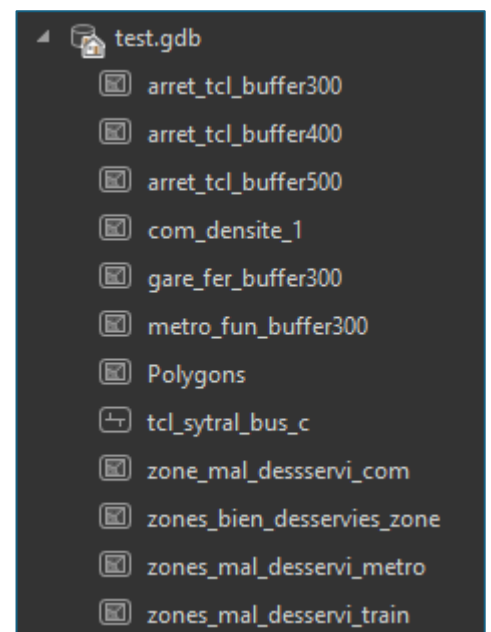 test.gdb
arret_tcl_buffer300
arret_tcl_buffer400
arret_tcl_buffer500
com_densite_1
gare_fer_buffer300
metro_fun_buffer300
Polygons
tcl_sytral_bus_c
zone_mal_dessservi_com
zones_bien_desservies_zone
zones_mal_desservi_metro
zones_mal_desservi_train